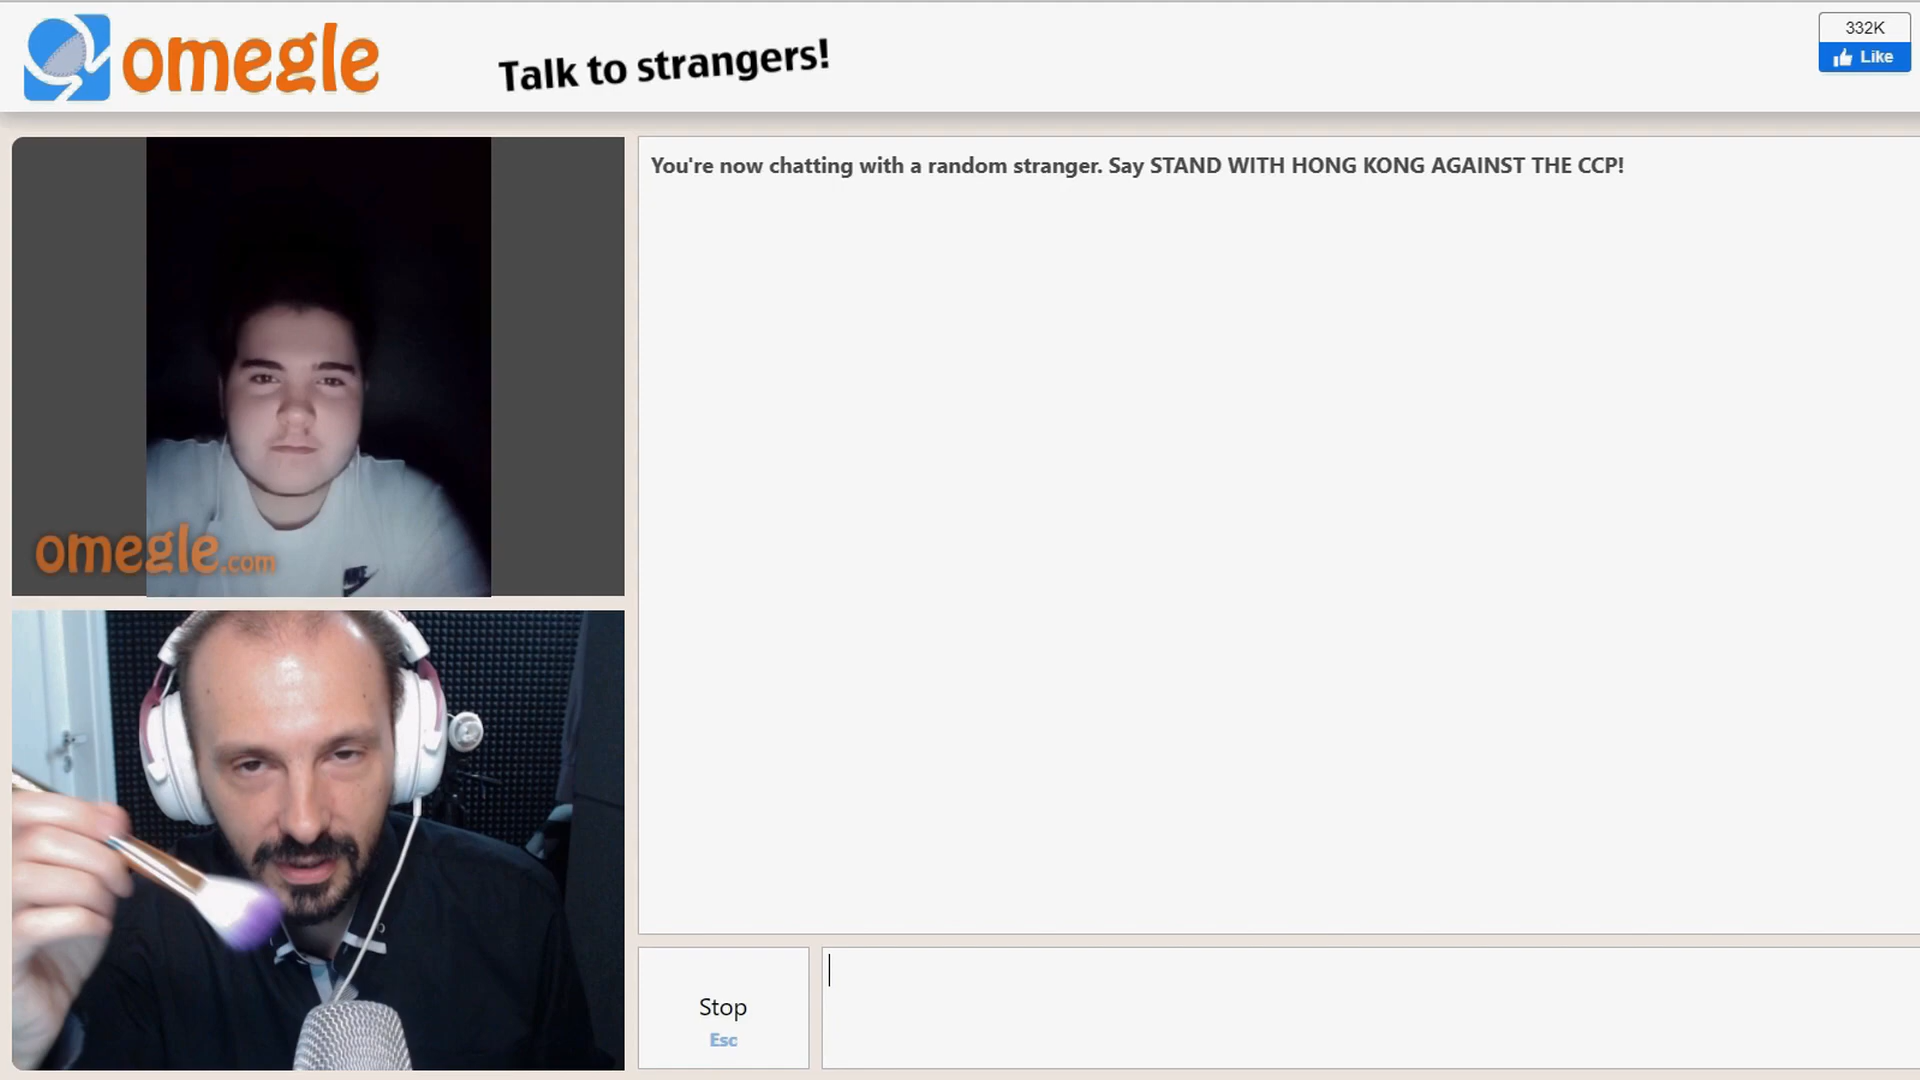 omegle
Talk to strangers!
332K
Like
You're now chatting with a random stranger. Say STAND WITH HONG KONG AGAINST THE CCP!
omegle.com
Stop
Esc